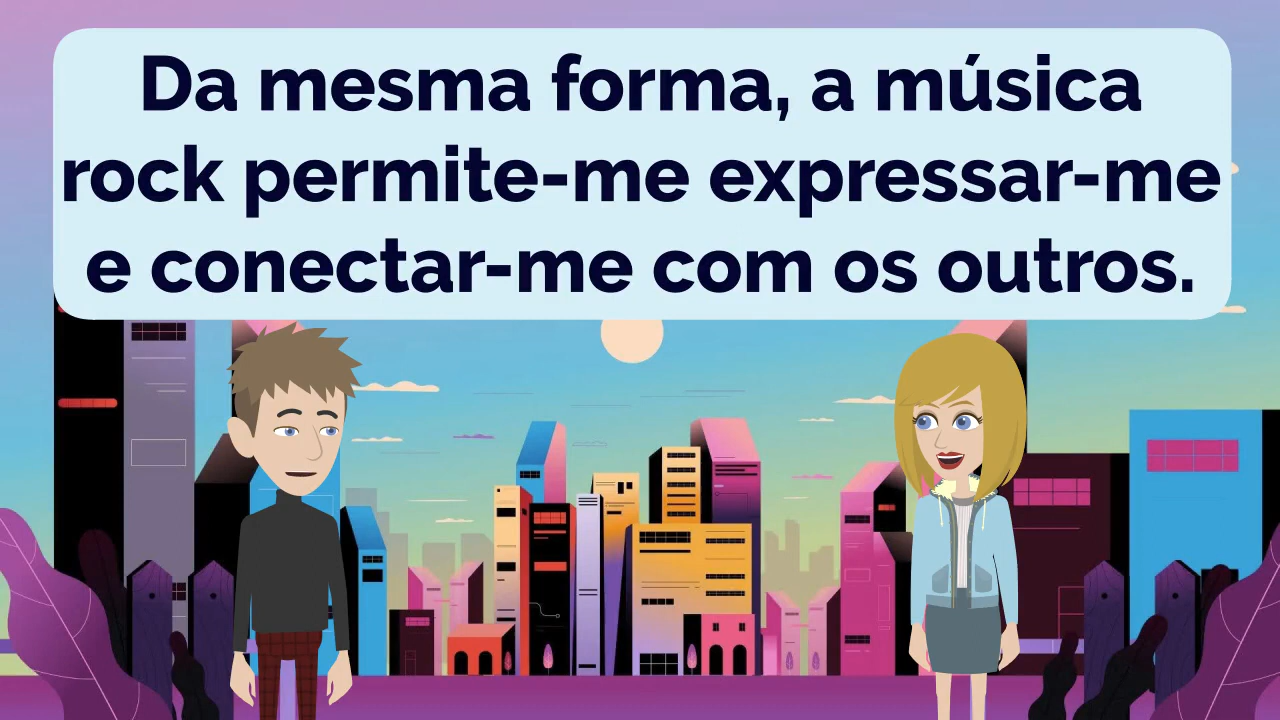 Da mesma forma, a música
rock permite-me expressar-me
e conectar-me com os outros.